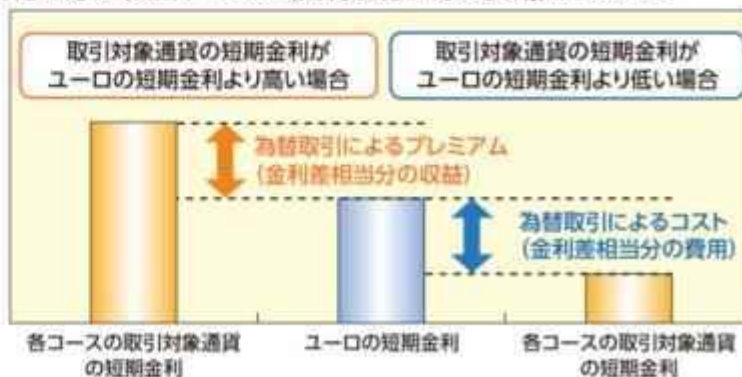 取引対象通貨の短期金利が
ユーロの短期金利より高い場合
取引対象通貨の短期金利が
ユーロの短期金利より低い場合
為替取引によるプレミアム
(金利差相当分の収益)
為替取引によるコスト
(金利差相当分の費用)
各コースの取引対象通貨
の短期金利
ユーロの短期金利
各コースの取引対象通貨
の短期金利